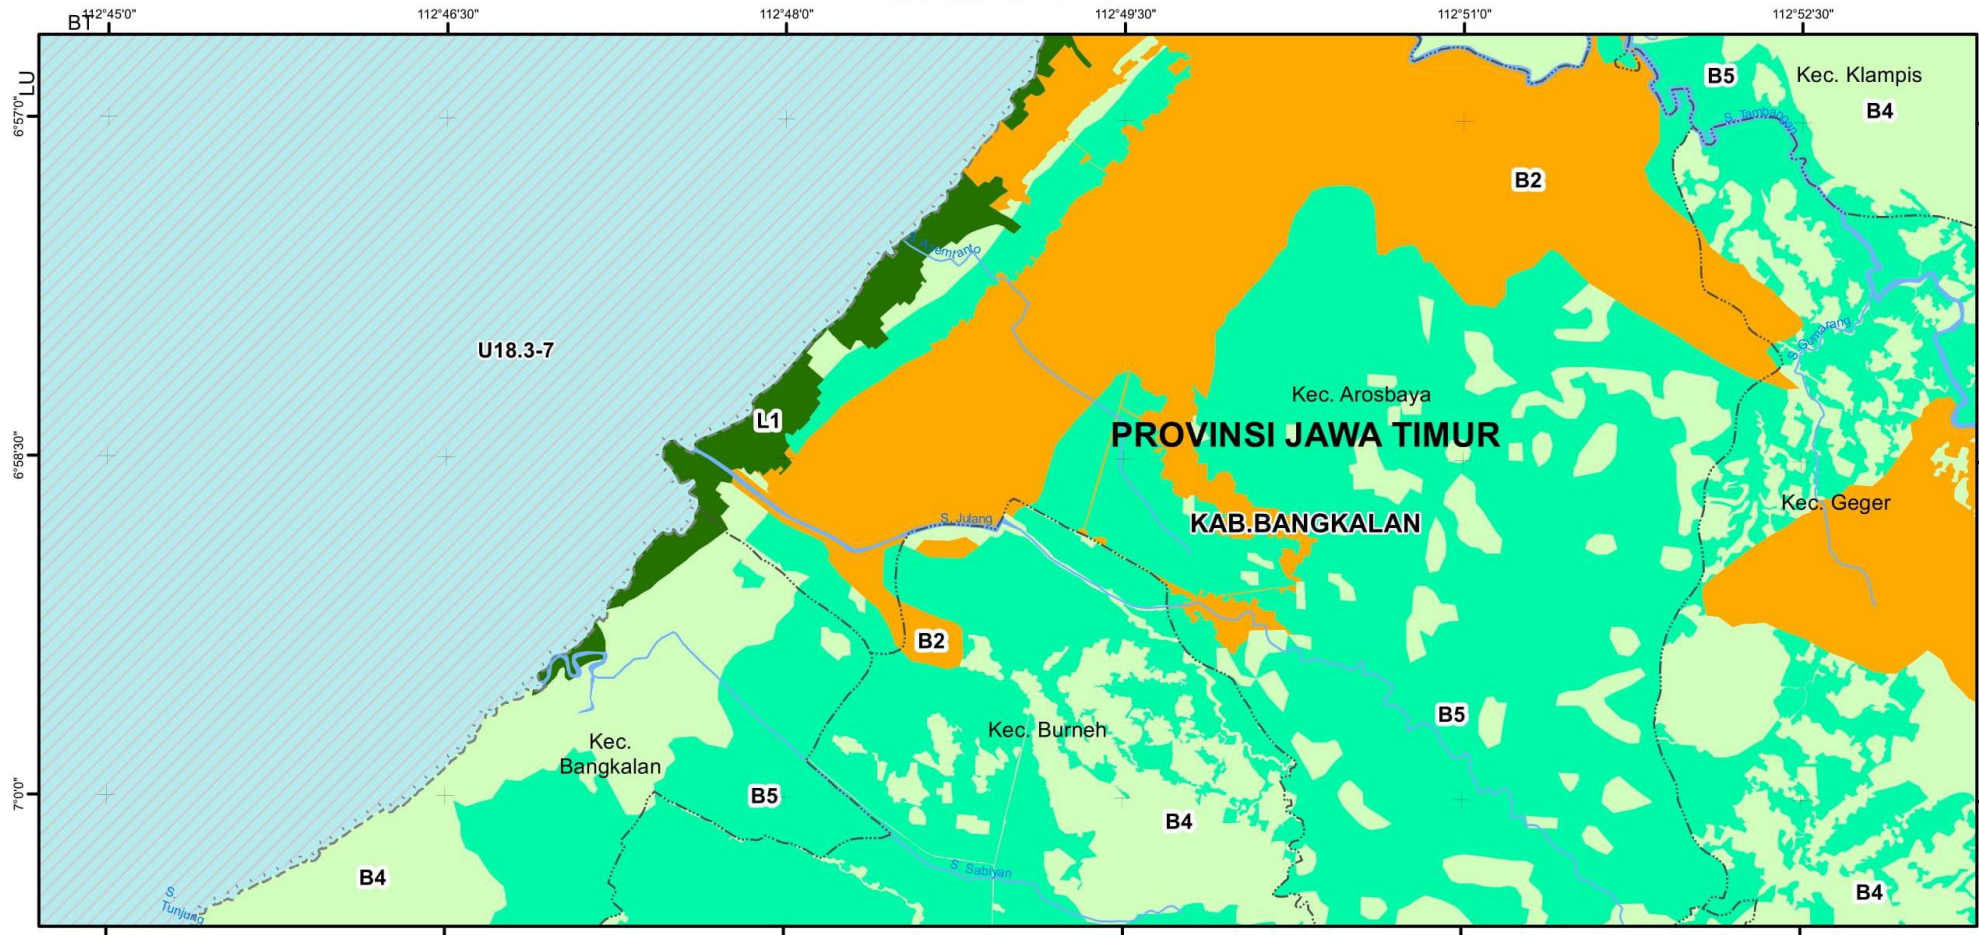 BT
112°45'0"
112°46'30"
112°48'0"
112°49'30"
112°51'0"
112°52'30"
LU
6°57'0"
6°58'30"
7°0'0"
B5
Kec. Klampis
B4
S. Tambangan
B2
S. Arosbaya
U18.3-7
S. Gumarang
Kec. Arosbaya
L1
PROVINSI JAWA TIMUR
Kec. Geger
S. Julang
KAB.BANGKALAN
B2
B5
Kec. Burneh
Kec.
Bangkalan
B5
B4
S. Sabiyan
B4
B4
S.
Tunjung